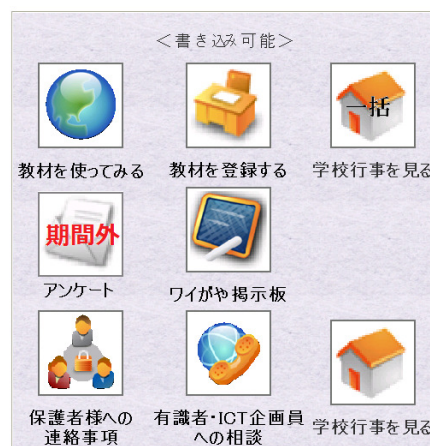 ＜書き込み可能＞
一括
教材を使ってみる
教材を登録する
学校行事を見る
期間外
アンケート
ワイがや掲示板
保護者様への
連絡事項
有識者・ICT企画員
への相談
学校行事を見る